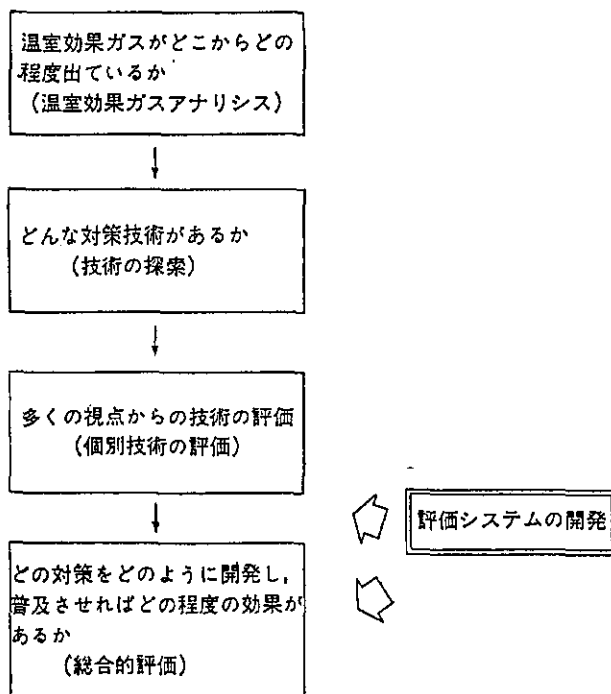 温室効果ガスがどこからどの
程度出ているか
(温室効果ガスアナリシス)
どんな対策技術があるか
(技術の探索)
多くの視点からの技術の評価
(個別技術の評価)
評価システムの開発
どの対策をどのように開発し,
普及させればどの程度の効果が
あるか
(総合的評価)